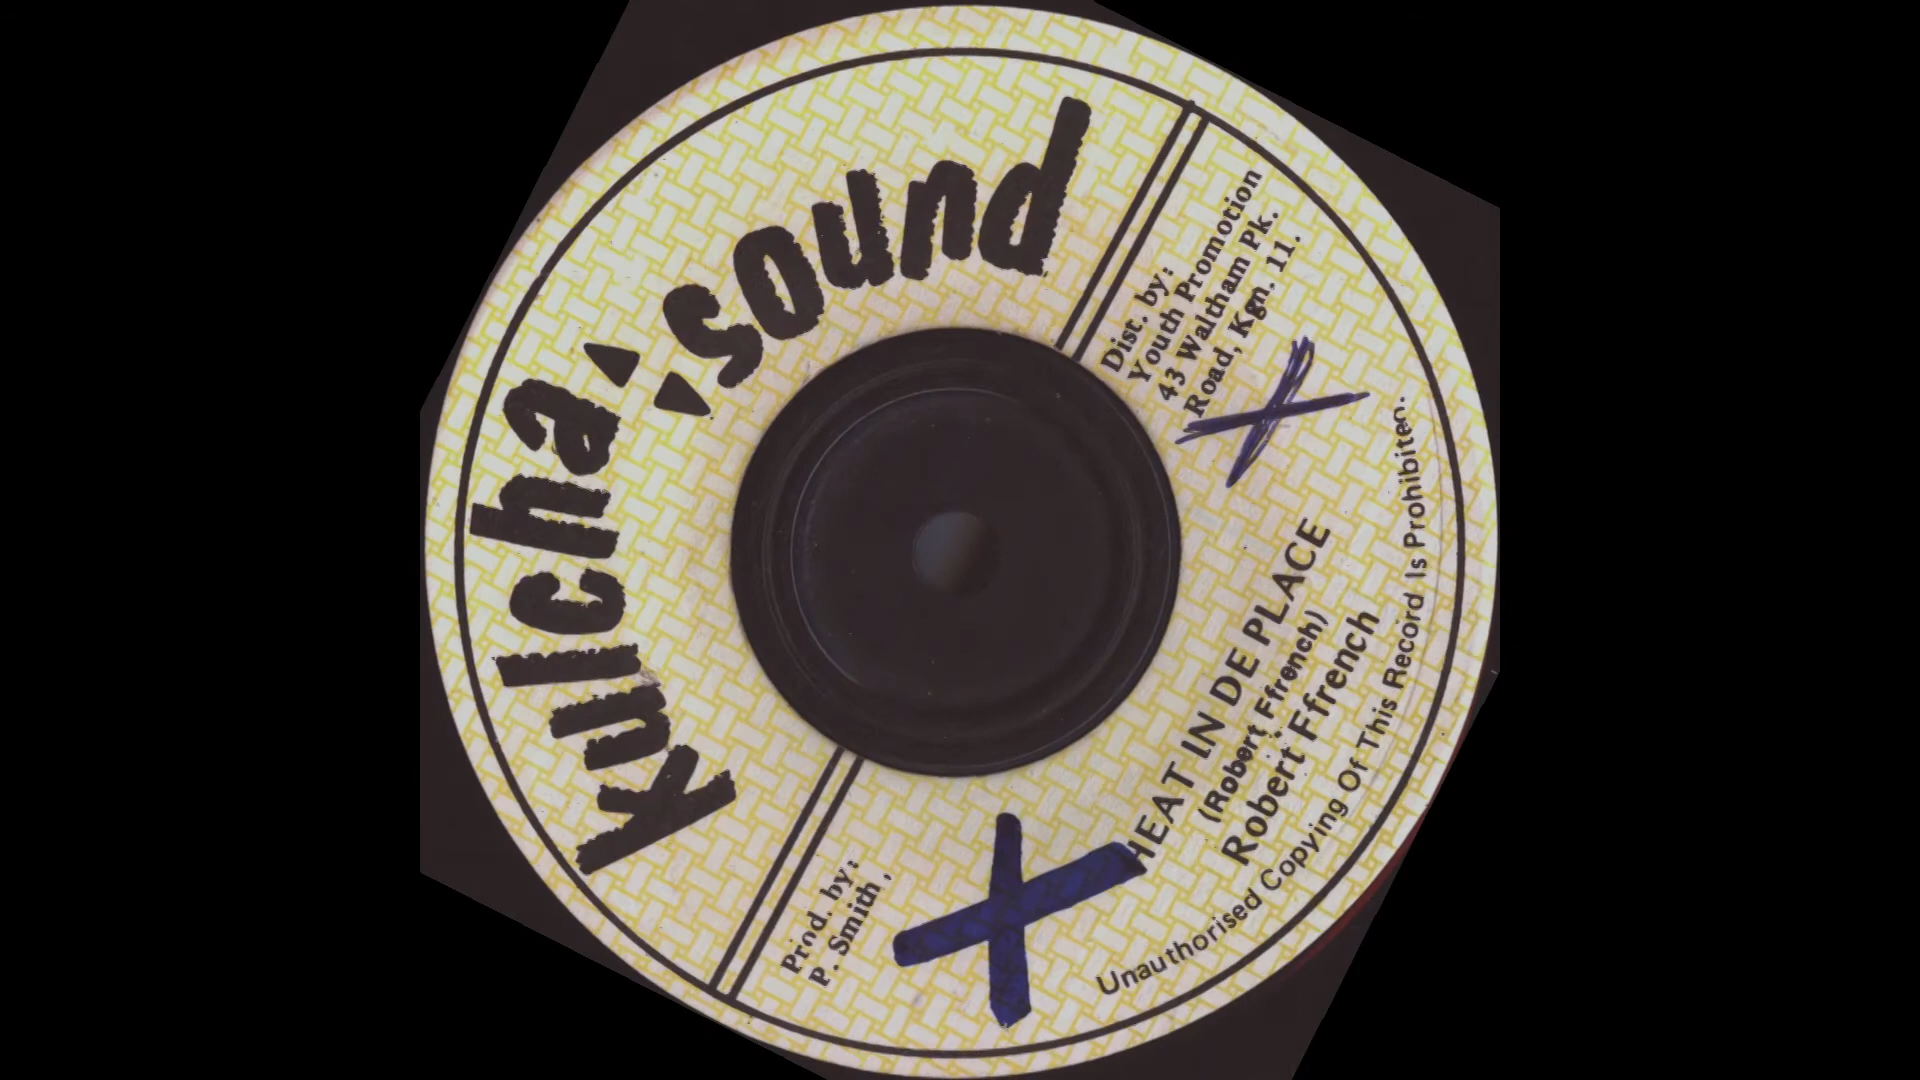 kulcha sound
Dist. by:
Youth Promotion
43 Waltham Pk.
Road, Kgn. 11.
Prod. by:
P. Smith,
HEAT IN DE PLACE
(Robert Ffrench)
Robert Ffrench
Unauthorised Copying Of This Record Is Prohibited.